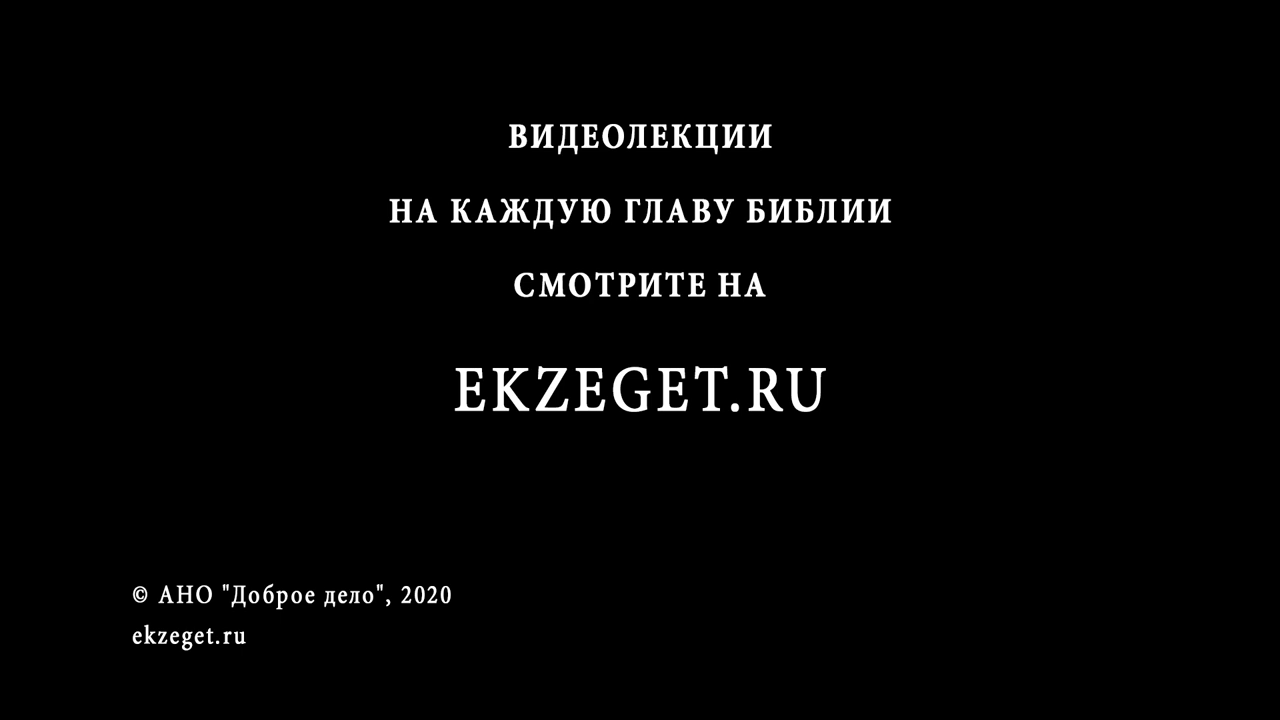 ВИДЕОЛЕКЦИИ
НА КАЖДУЮ ГЛАВУ БИБЛИИ
СМОТРИТЕ НА
EKZEGET.RU
© АНО "Доброе дело", 2020
ekzeget.ru